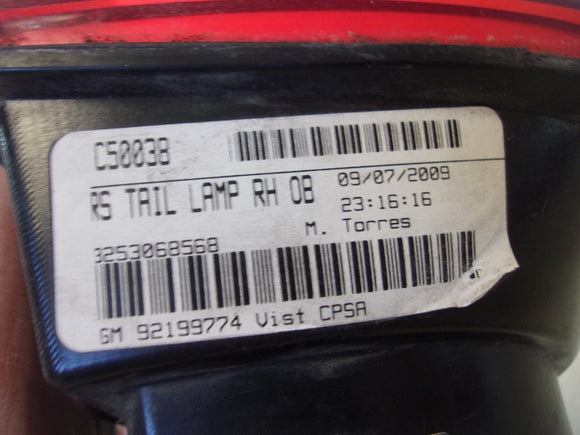 C50038
RS TAIL LAMP RH OB
09/07/2009
23:16:16
M. Torres
3253068568
GM 92199774 Vist CPSA